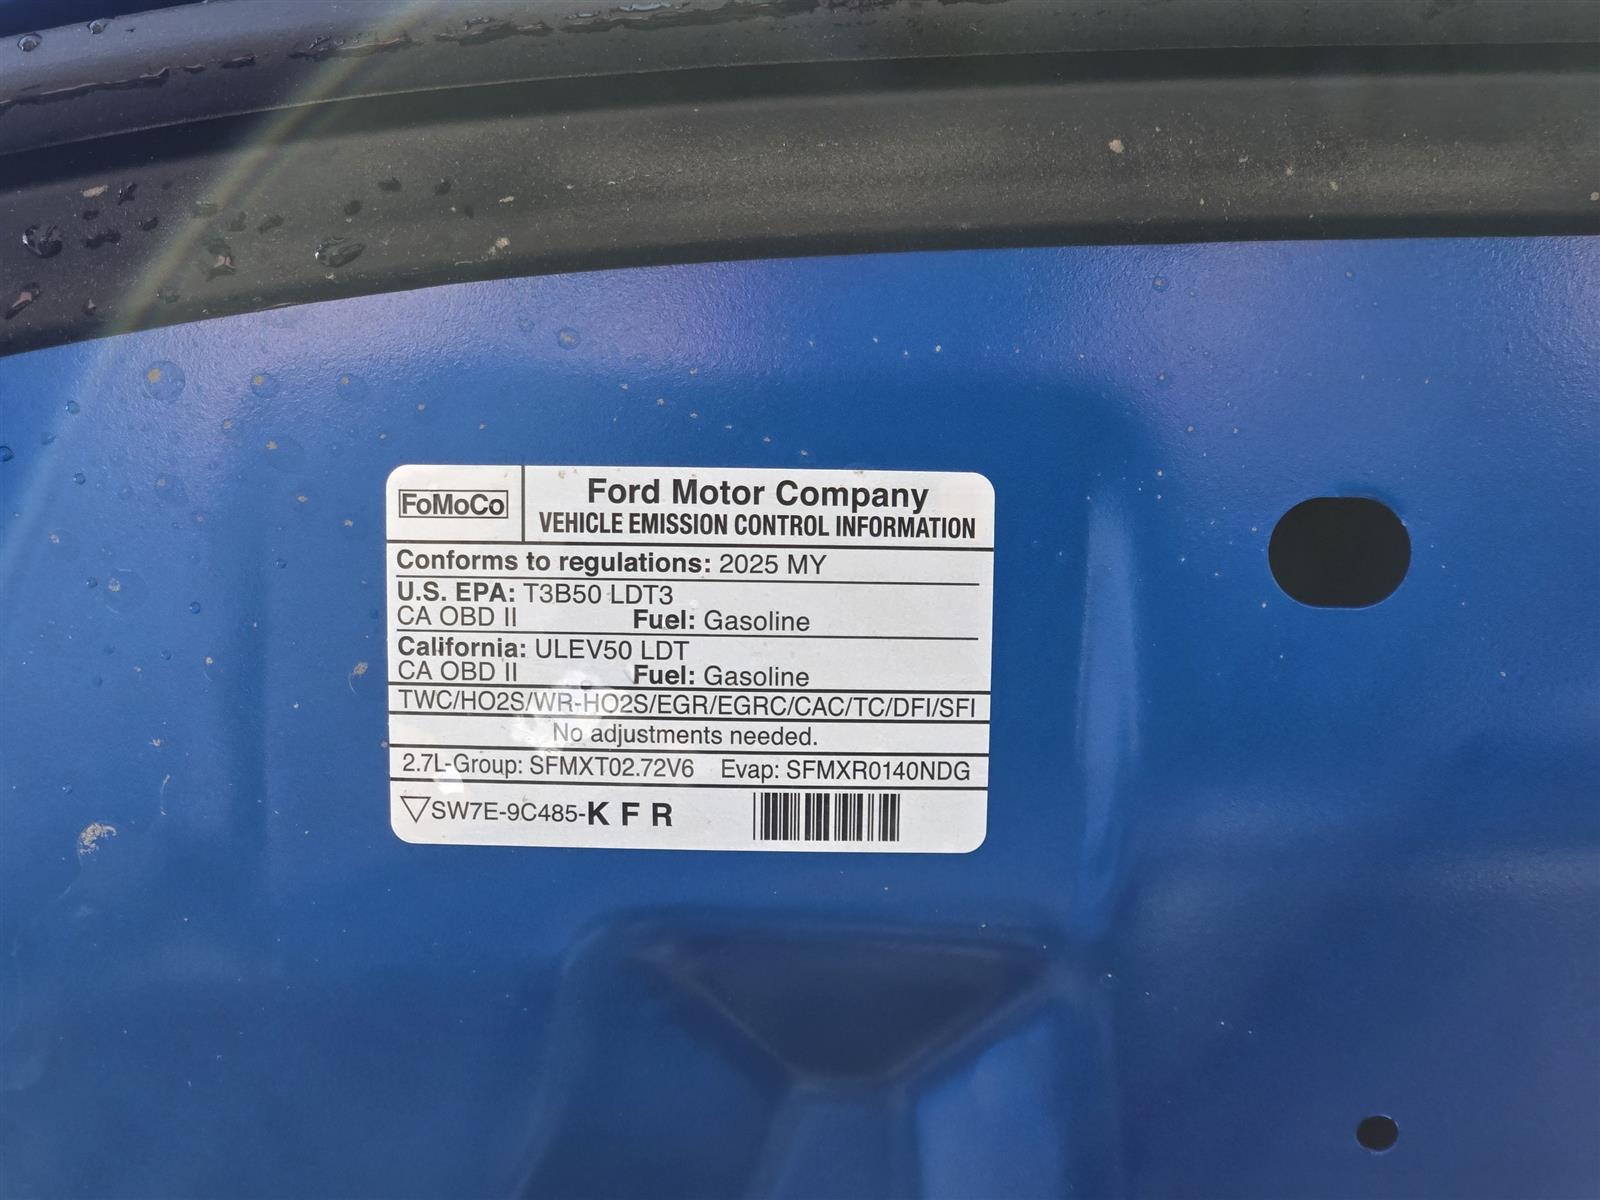 FoMoCo
Ford Motor Company
VEHICLE EMISSION CONTROL INFORMATION
Conforms to regulations: 2025 MY
U.S. EPA: T3B50 LDT3
CA OBD II Fuel: Gasoline
California: ULEV50 LDT
CA OBD II Fuel: Gasoline
TWC/HO2S/WR-HO2S/EGR/EGRC/CAC/TC/DFI/SFI
No adjustments needed.
2.7L-Group: SFMXT02.72V6 Evap: SFMXR0140NDG
SW7E-9C485-K F R